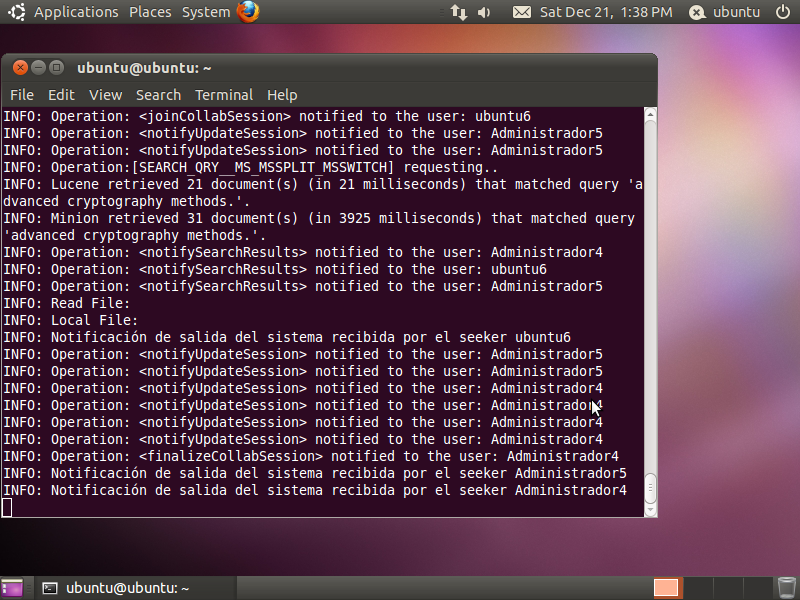 Applications Places System Sat Dec 21, 1:38 PM ubuntu
ubuntu@ubuntu: ~
File Edit View Search Terminal Help
INFO: Operation: <joinCollabSession> notified to the user: ubuntu6
INFO: Operation: <notifyUpdateSession> notified to the user: Administrador5
INFO: Operation: <notifyUpdateSession> notified to the user: Administrador5
INFO: Operation:[SEARCH_QRY__MS_MSSPLIT_MSSWITCH] requesting..
INFO: Lucene retrieved 21 document(s) (in 21 milliseconds) that matched query 'a
dvanced cryptography methods.'.
INFO: Minion retrieved 31 document(s) (in 3925 milliseconds) that matched query
'advanced cryptography methods.'.
INFO: Operation: <notifySearchResults> notified to the user: Administrador4
INFO: Operation: <notifySearchResults> notified to the user: ubuntu6
INFO: Operation: <notifySearchResults> notified to the user: Administrador5
INFO: Read File:
INFO: Local File:
INFO: Notificación de salida del sistema recibida por el seeker ubuntu6
INFO: Operation: <notifyUpdateSession> notified to the user: Administrador5
INFO: Operation: <notifyUpdateSession> notified to the user: Administrador5
INFO: Operation: <notifyUpdateSession> notified to the user: Administrador4
INFO: Operation: <notifyUpdateSession> notified to the user: Administrador4
INFO: Operation: <notifyUpdateSession> notified to the user: Administrador4
INFO: Operation: <notifyUpdateSession> notified to the user: Administrador4
INFO: Operation: <finalizeCollabSession> notified to the user: Administrador4
INFO: Notificación de salida del sistema recibida por el seeker Administrador5
INFO: Notificación de salida del sistema recibida por el seeker Administrador4
ubuntu@ubuntu: ~